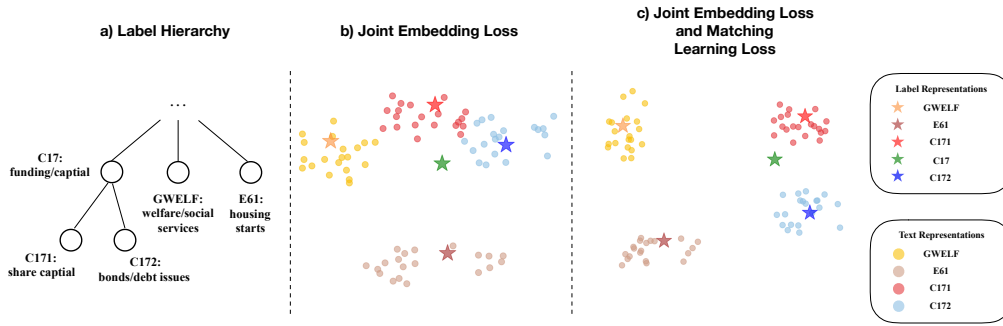 a) Label Hierarchy
...
C17:
funding/captial
GWELF:
welfare/social
services
E61:
housing
starts
C171:
share captial
C172:
bonds/debt issues
b) Joint Embedding Loss
c) Joint Embedding Loss
and Matching
Learning Loss
Label Representations
GWELF
E61
C171
C17
C172
Text Representations
GWELF
E61
C171
C172